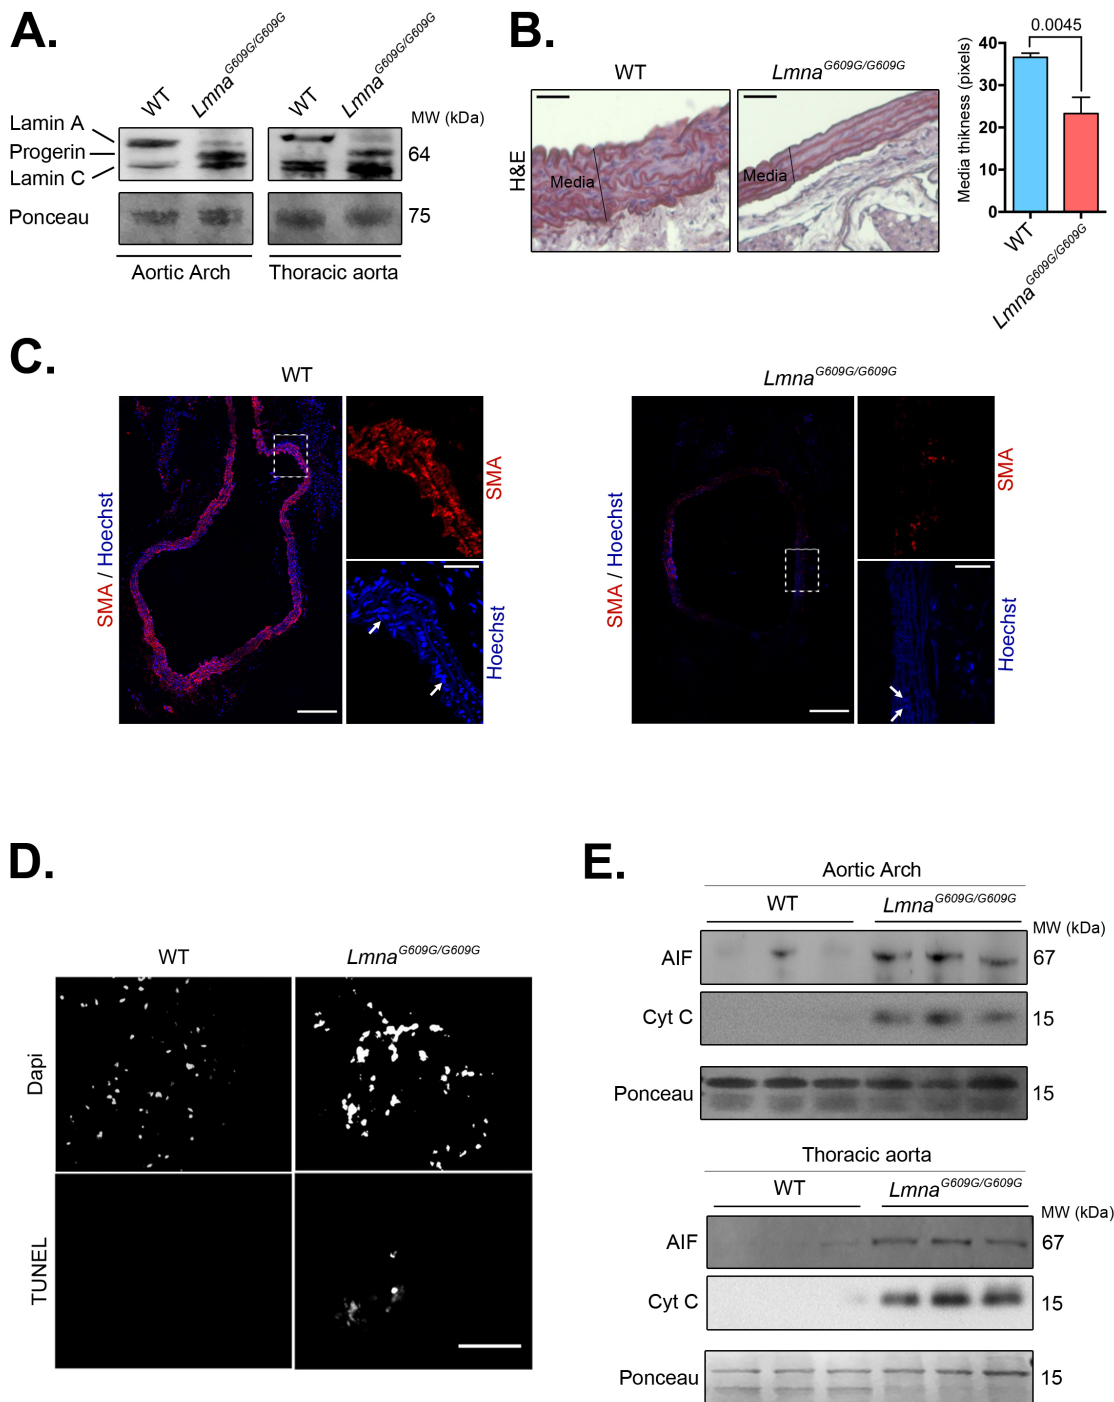 A.
WT
Lmna G609G/G609G
WT
Lmna G609G/G609G
MW (kDa)
Lamin A
Progerin
Lamin C
64
Ponceau
75
Aortic Arch
Thoracic aorta
B.
WT
Lmna G609G/G609G
H&E
Media
Media
0.0045
Media thikness (pixels)
40
30
20
10
0
WT
Lmna G609G/G609G
C.
WT
Lmna G609G/G609G
SMA / Hoechst
SMA
Hoechst
SMA / Hoechst
SMA
Hoechst
D.
WT
Lmna G609G/G609G
Dapi
TUNEL
E.
Aortic Arch
WT
Lmna G609G/G609G
MW (kDa)
AIF
67
Cyt C
15
Ponceau
15
Thoracic aorta
WT
Lmna G609G/G609G
MW (kDa)
AIF
67
Cyt C
15
Ponceau
15